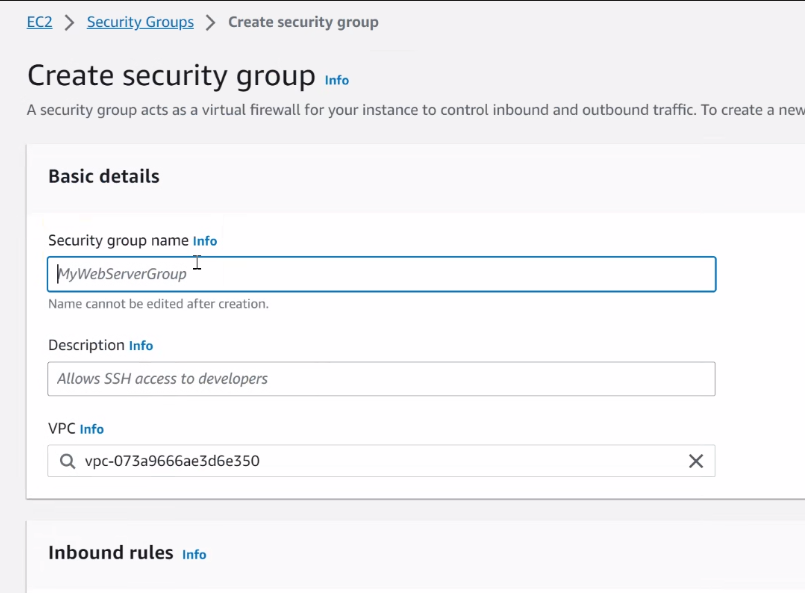 EC2 > Security Groups > Create security group
Create security group Info
A security group acts as a virtual firewall for your instance to control inbound and outbound traffic. To create a new
Basic details
Security group name Info
MyWebServerGroup
Name cannot be edited after creation.
Description Info
Allows SSH access to developers
VPC Info
vpc-073a9666ae3d6e350
Inbound rules Info